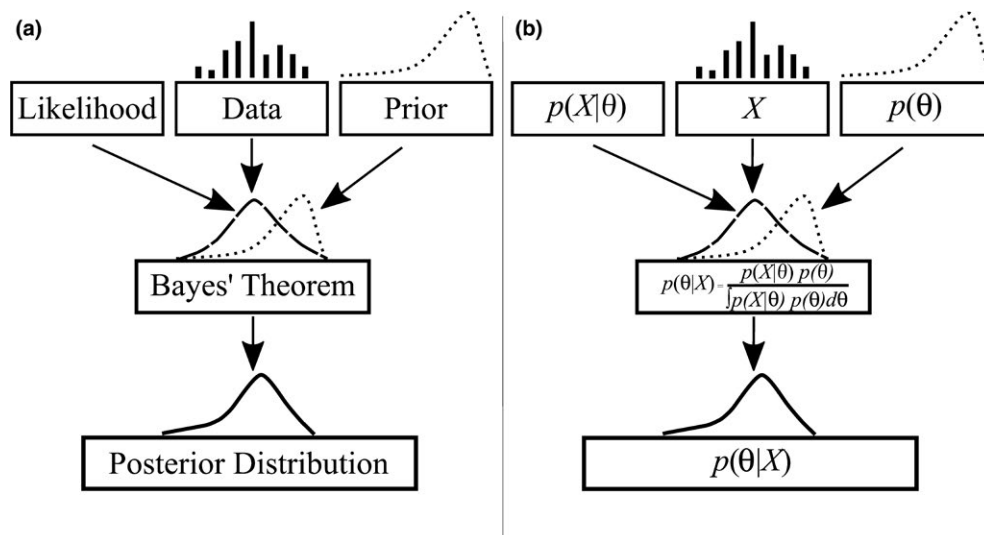 (a)
Likelihood
Data
Prior
Bayes' Theorem
Posterior Distribution
(b)
p(X|θ)
X
p(θ)
p(θ|X) = p(X|θ) p(θ)
∫p(X|θ) p(θ)dθ
p(θ|X)